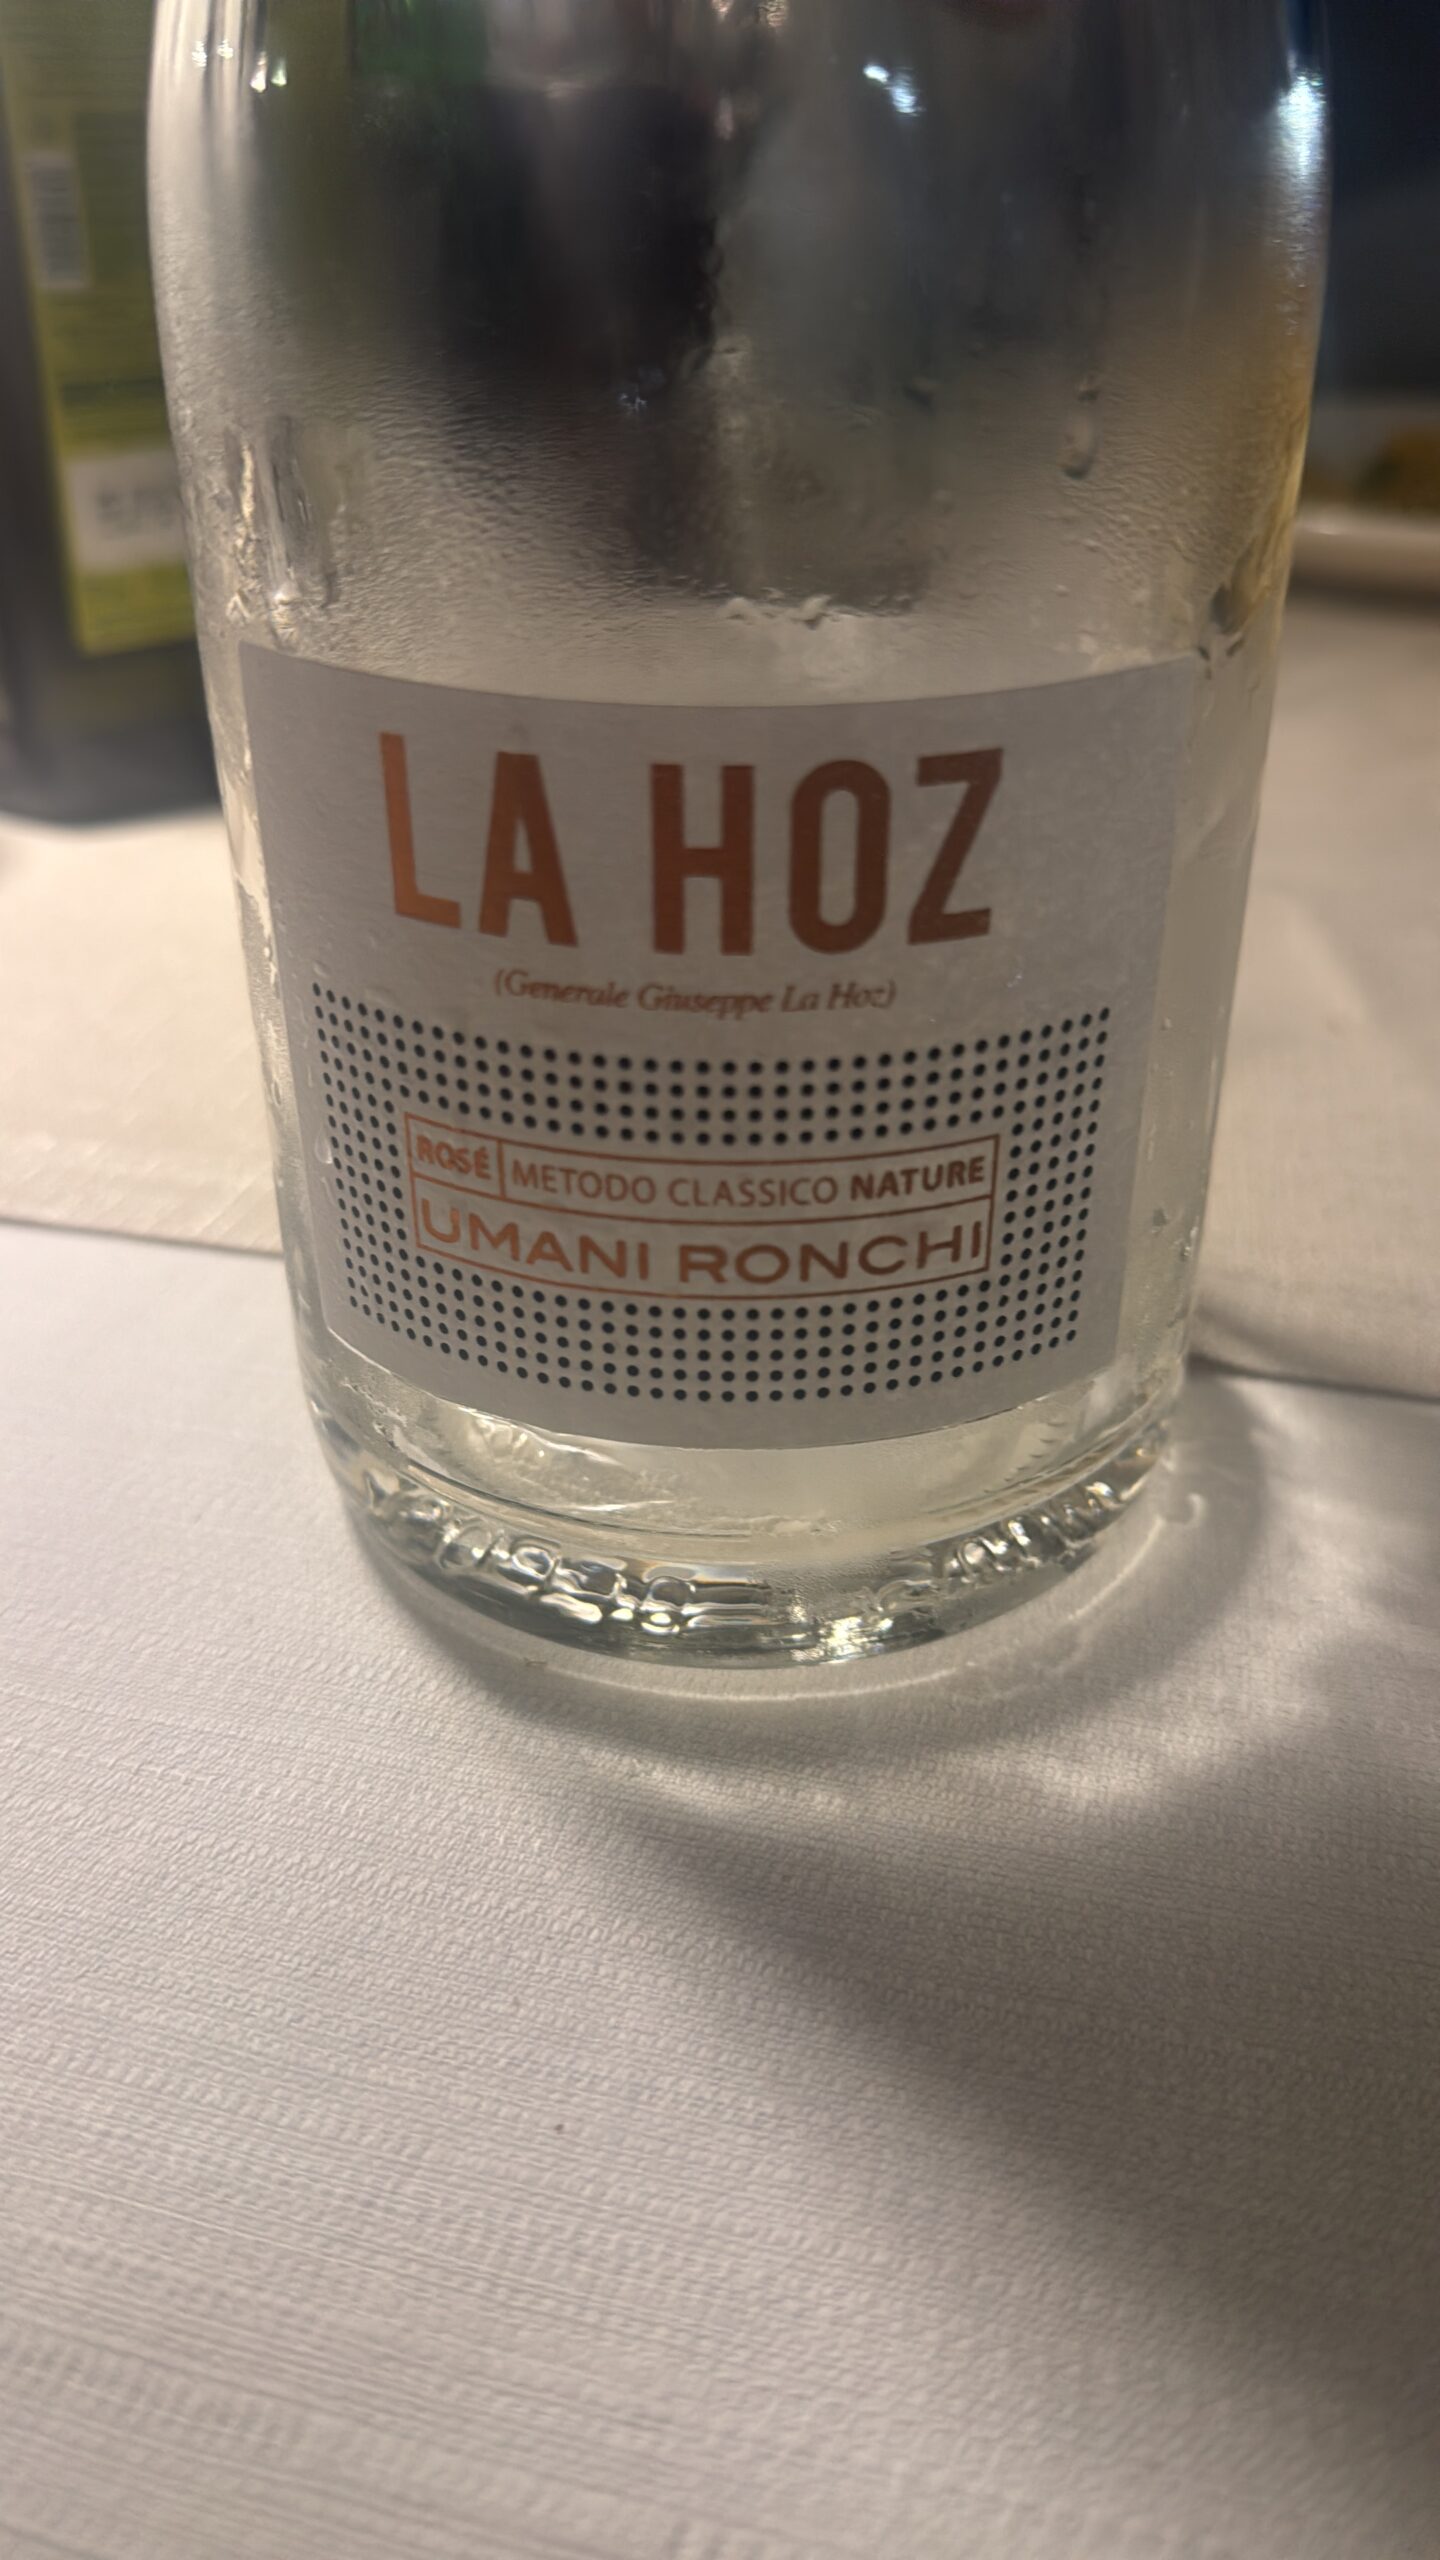 LA HOZ
(Generale Giuseppe La Hoz)
ROSÉ METODO CLASSICO NATURE
UMANI RONCHI